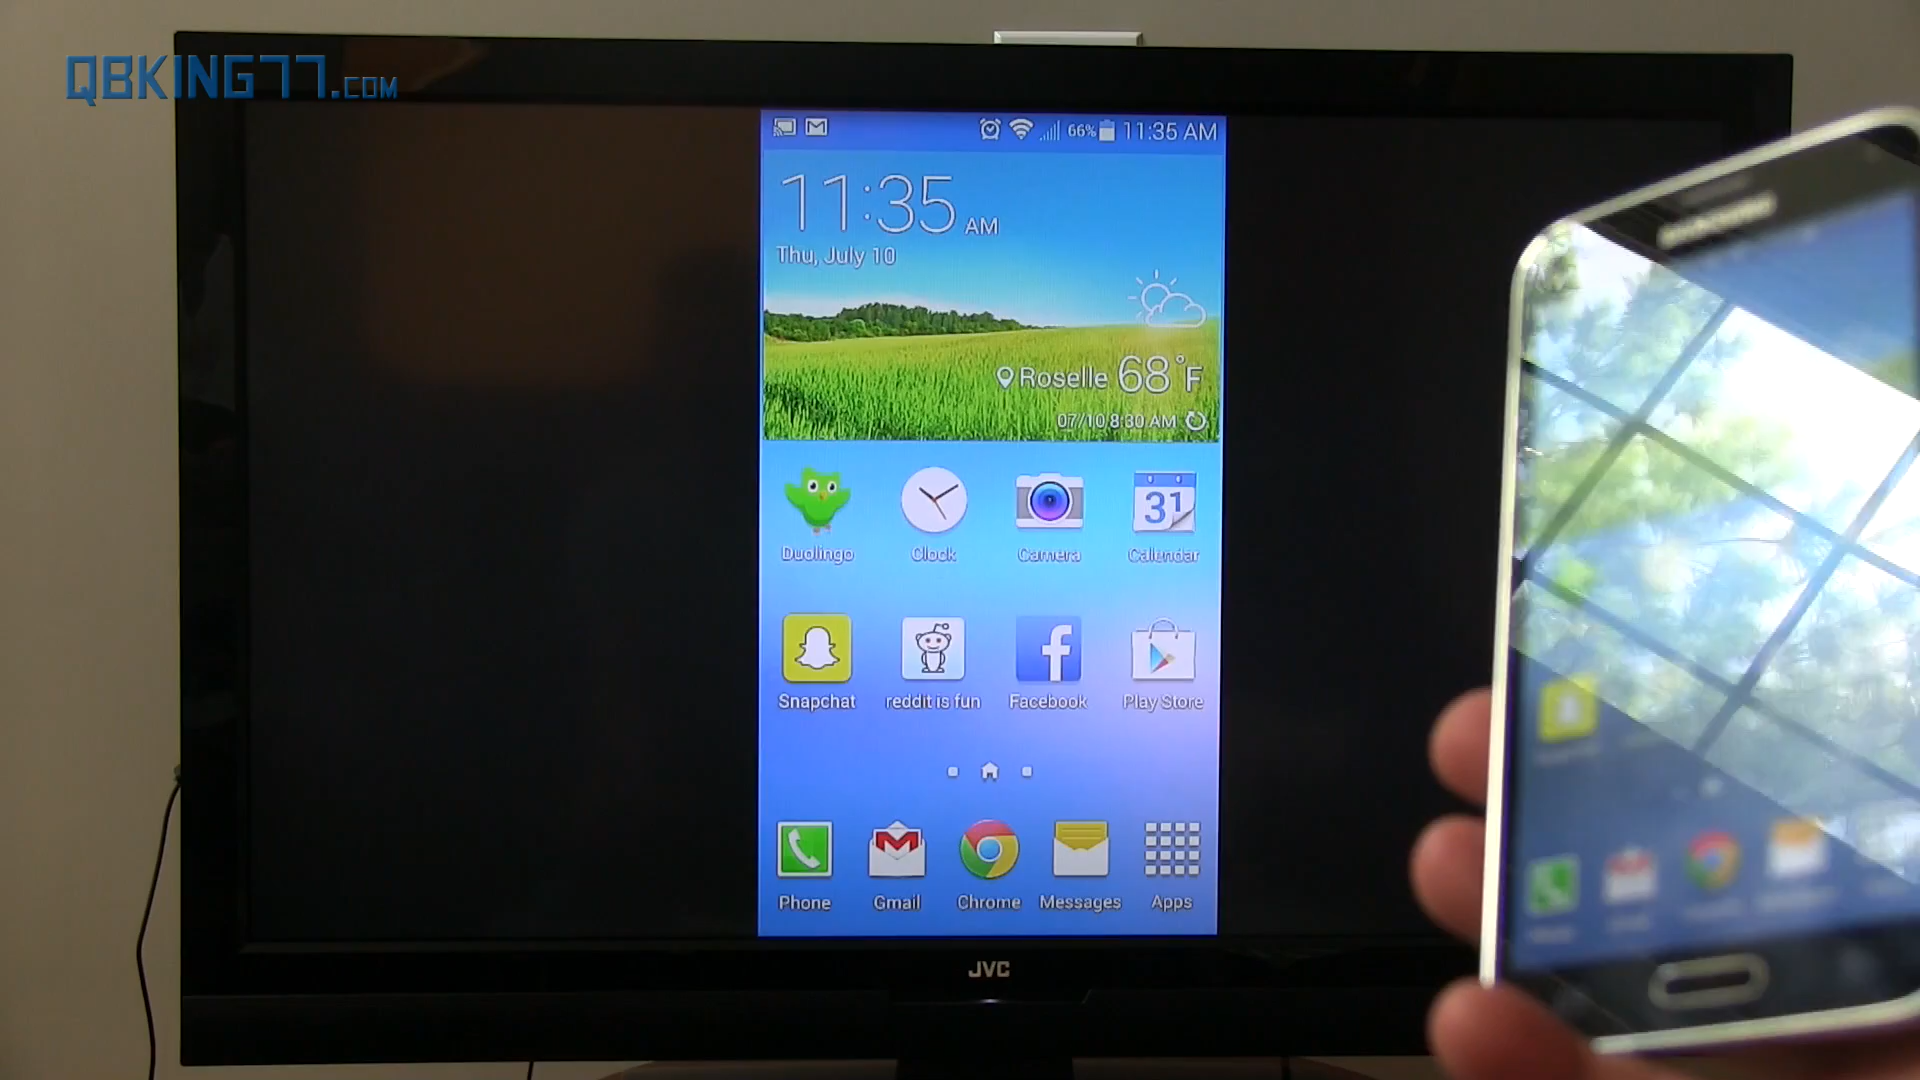 QBKING77.COM
66% 11:35 AM
11:35 AM
Thu, July 10
Roselle 68°F
07/10 8:30 AM
Duolingo Clock Camera Calendar
31
Snapchat reddit is fun Facebook Play Store
Phone Gmail Chrome Messages Apps
JVC